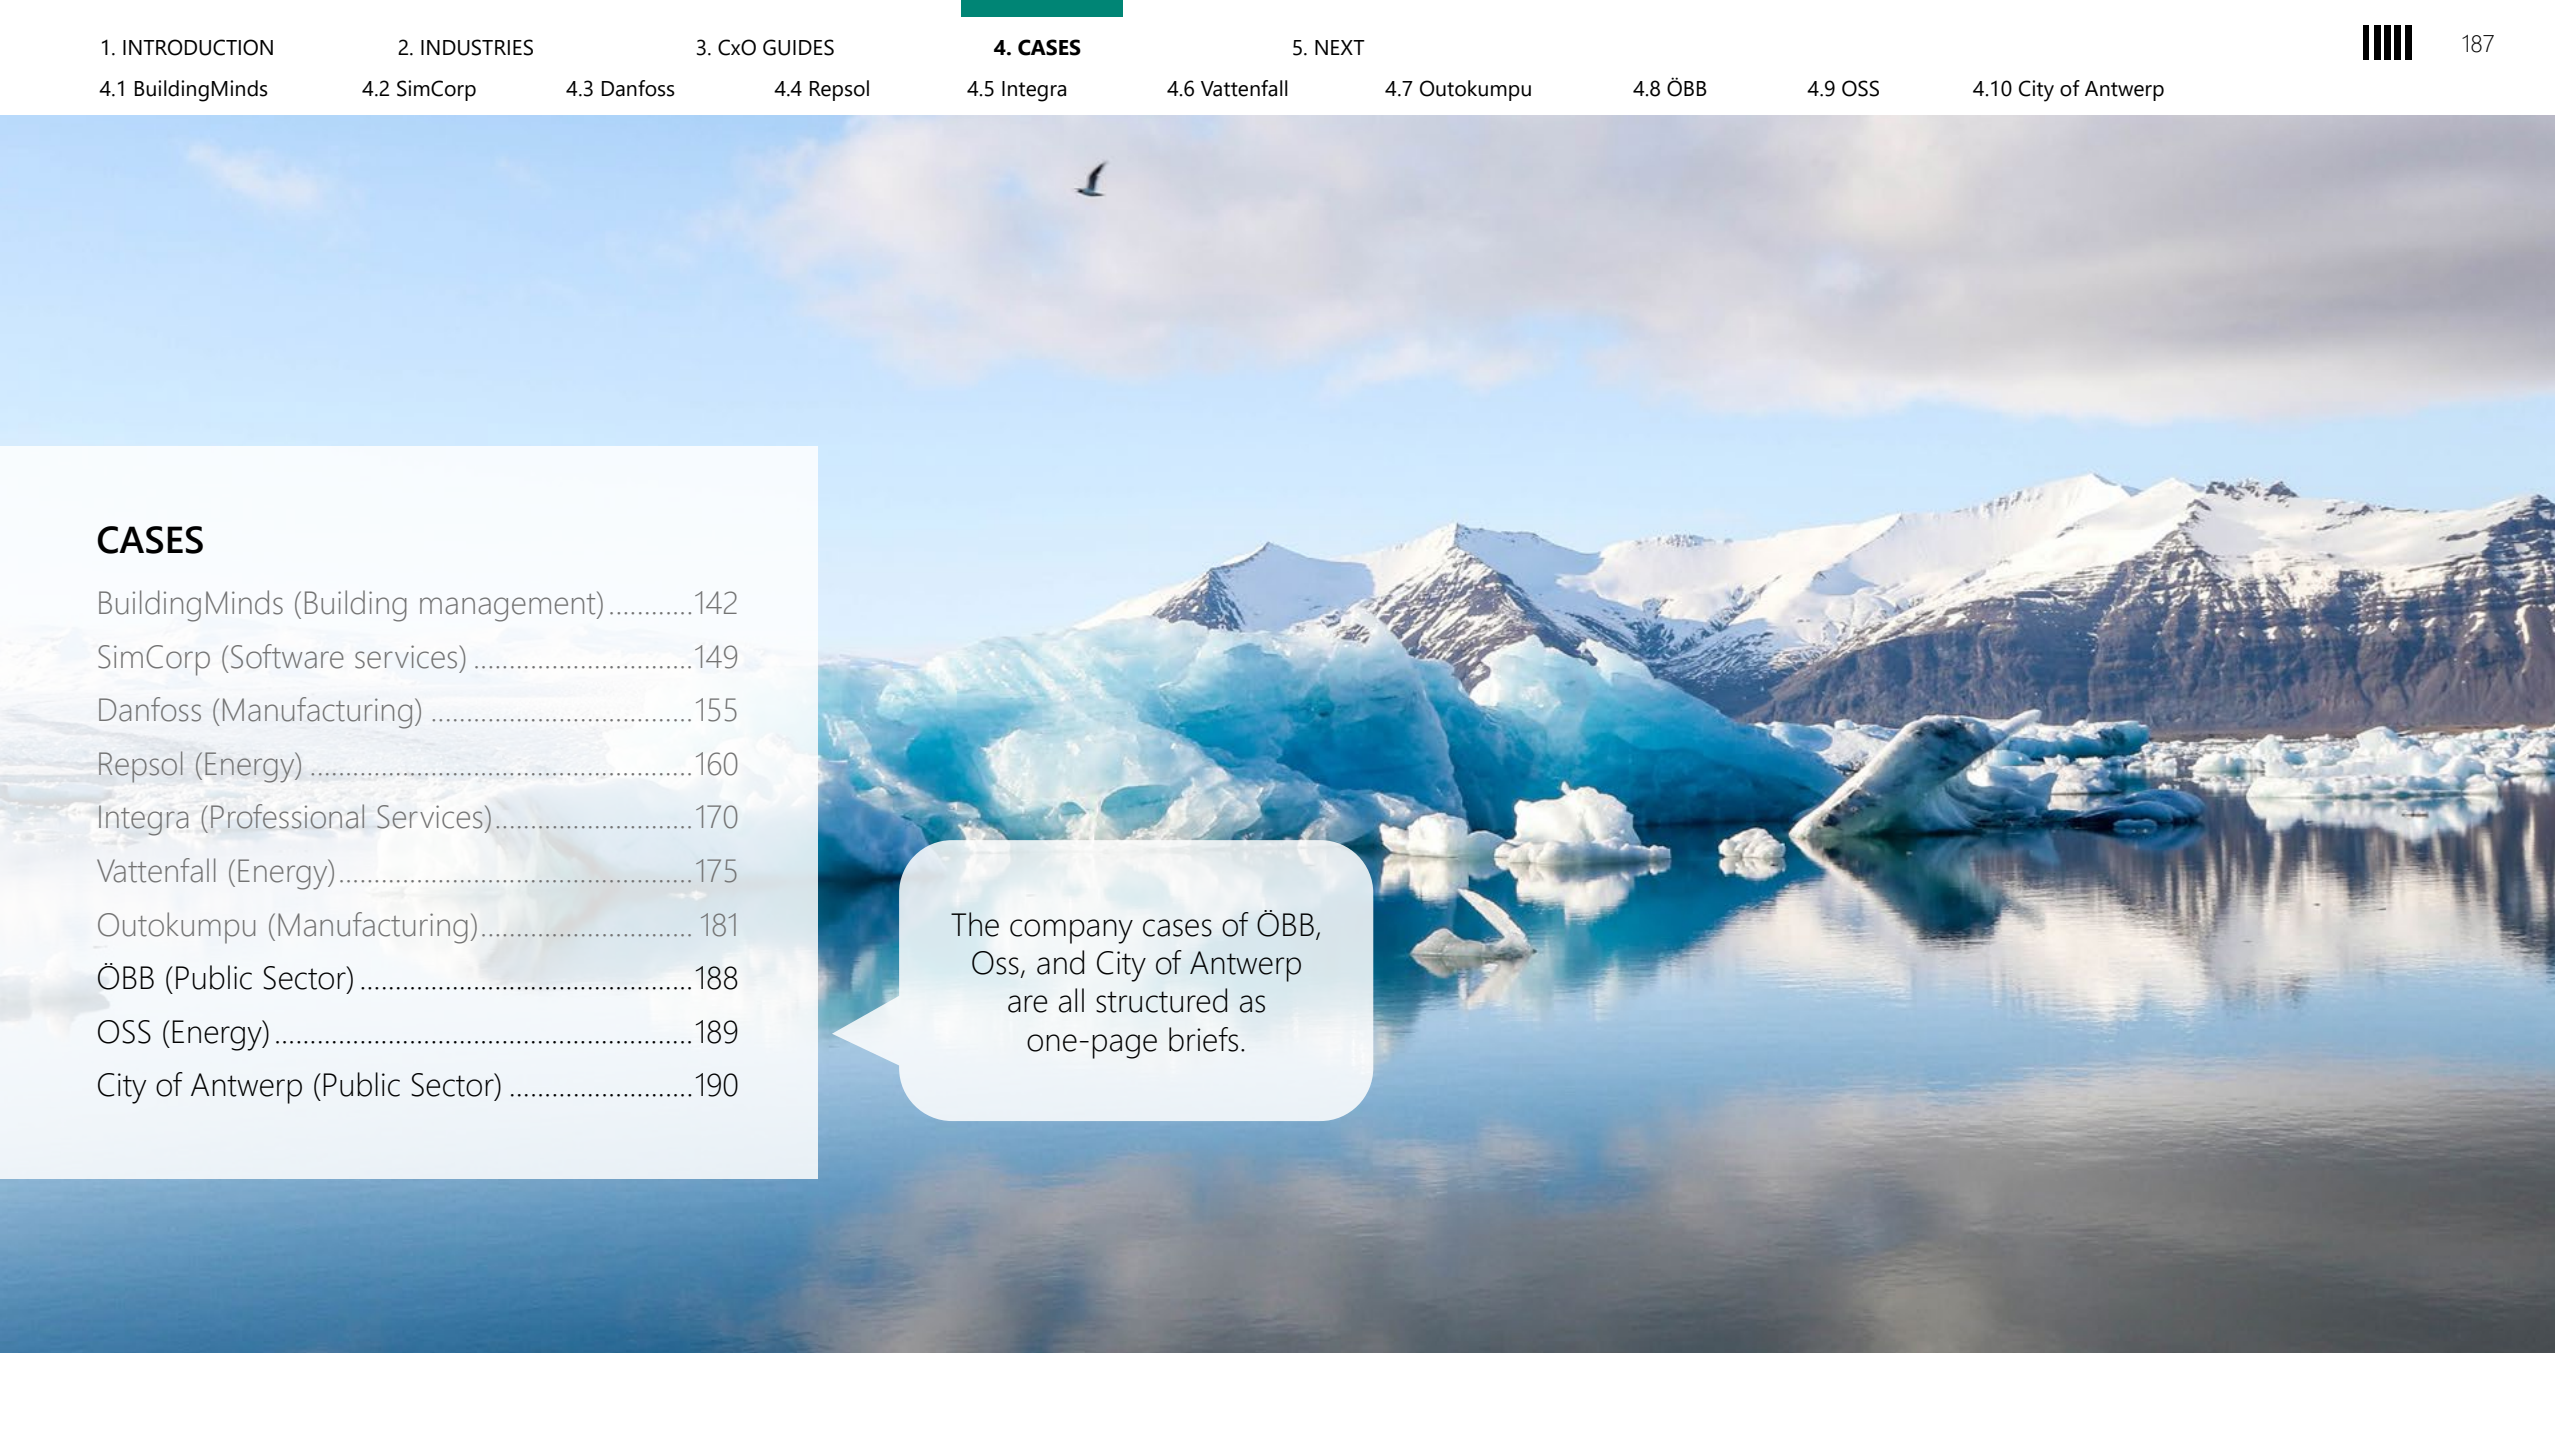 1. INTRODUCTION 2. INDUSTRIES 3. CxO GUIDES 4. CASES 5. NEXT 187
4.1 BuildingMinds 4.2 SimCorp 4.3 Danfoss 4.4 Repsol 4.5 Integra 4.6 Vattenfall 4.7 Outokumpu 4.8 ÖBB 4.9 OSS 4.10 City of Antwerp
CASES
BuildingMinds (Building management)............142
SimCorp (Software services)...............................149
Danfoss (Manufacturing).....................................155
Repsol (Energy)......................................................160
Integra (Professional Services)............................170
Vattenfall (Energy)..................................................175
Outokumpu (Manufacturing).............................. 181
ÖBB (Public Sector)...............................................188
OSS (Energy)...........................................................189
City of Antwerp (Public Sector)..........................190
The company cases of ÖBB,
Oss, and City of Antwerp
are all structured as
one-page briefs.